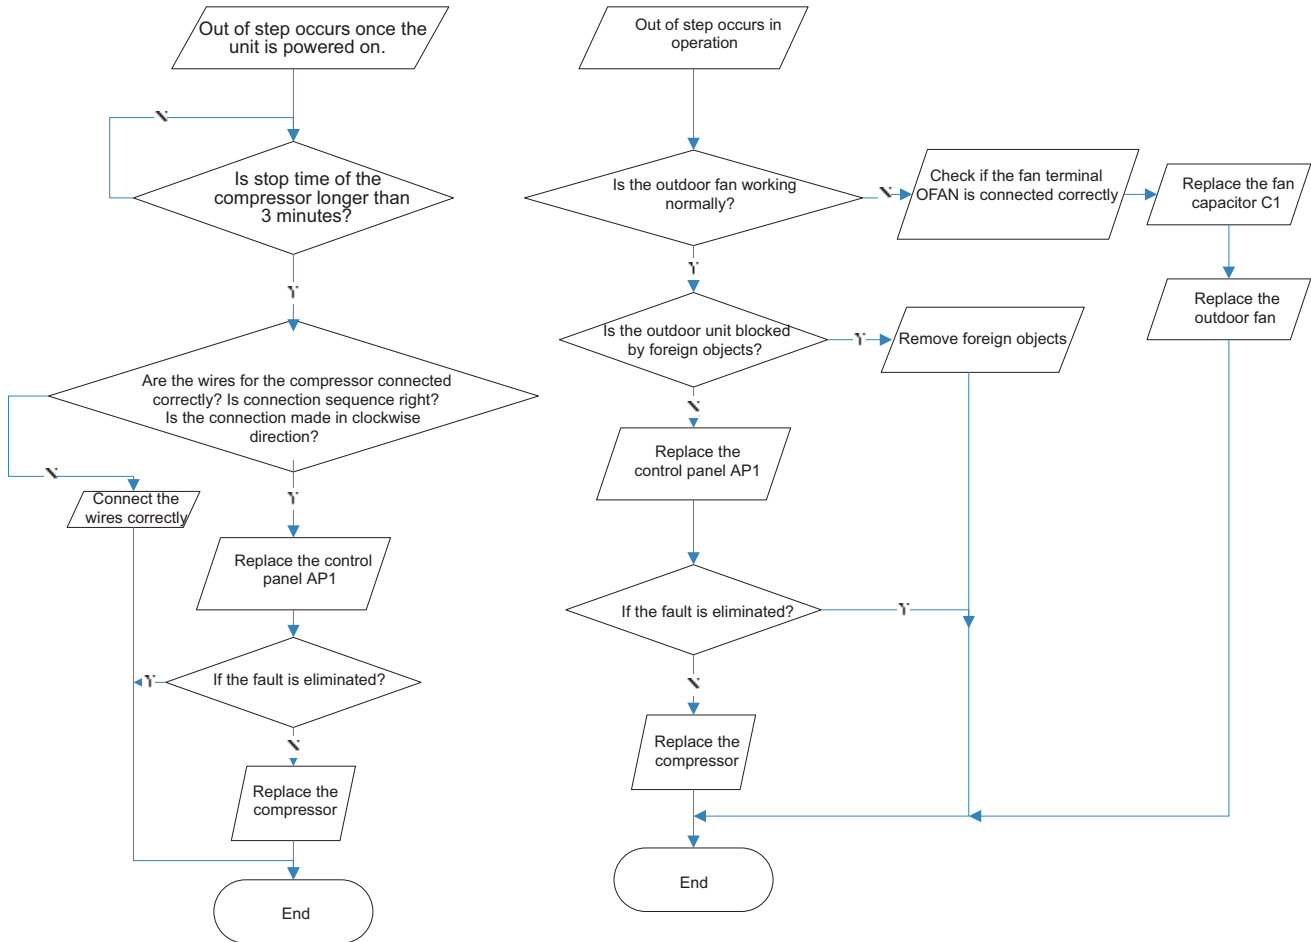 Out of step occurs once the
unit is powered on.
N
Is stop time of the
compressor longer than
3 minutes?
Y
Are the wires for the compressor connected
correctly? Is connection sequence right?
Is the connection made in clockwise
direction?
N
Connect the
wires correctly
Y
Replace the control
panel AP1
If the fault is eliminated?
Y
N
Replace the
compressor
End
Out of step occurs in
operation
Is the outdoor fan working
normally?
N
Check if the fan terminal
OFAN is connected correctly
Replace the fan
capacitor C1
Replace the
outdoor fan
Y
Is the outdoor unit blocked
by foreign objects?
Y
Remove foreign objects
N
Replace the
control panel AP1
If the fault is eliminated?
Y
N
Replace the
compressor
End